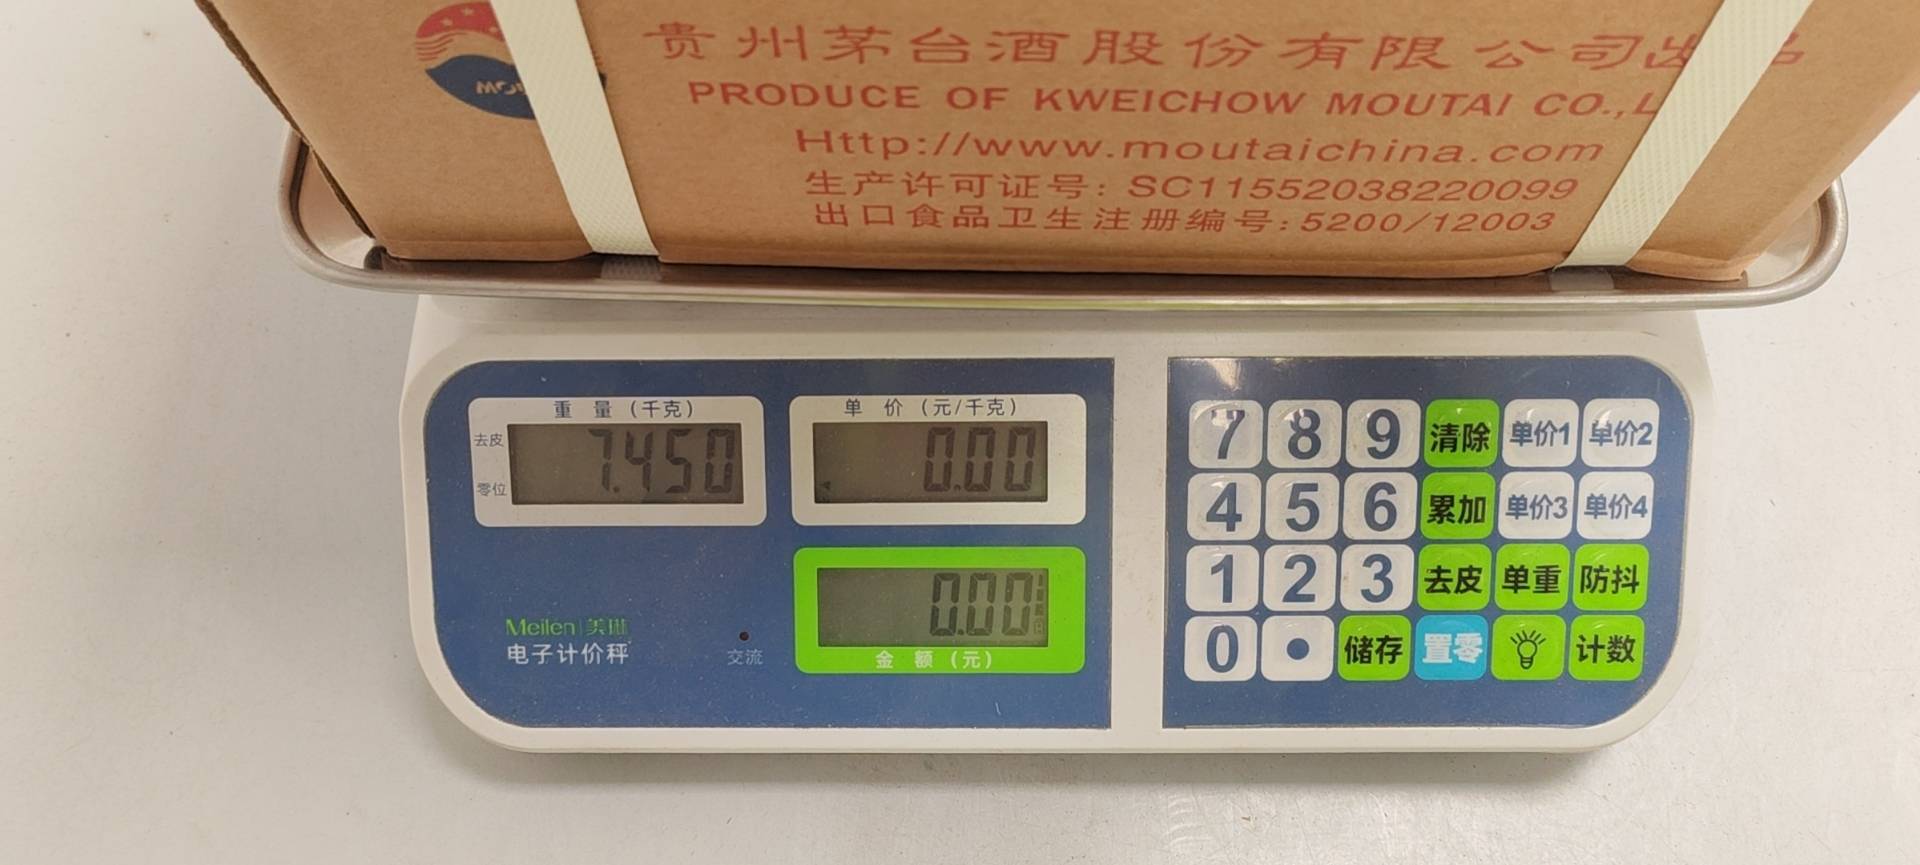 贵州茅台酒股份有限公司出品
PRODUCE OF KWEICHOW MOUTAI CO.,L
Http://www.moutaichina.com
生产许可证号: SC11552038220099
出口食品卫生注册编号:5200/12003
重 量 (千克)
去皮
零位
7.450
单 价 (元/千克)
0.00
0.00
金 额 (元)
Meilen 美琳
电子计价秤
交流
7 8 9 清除 单价1 单价2
4 5 6 累加 单价3 单价4
1 2 3 去皮 单重 防抖
0 • 储存 置零 计数